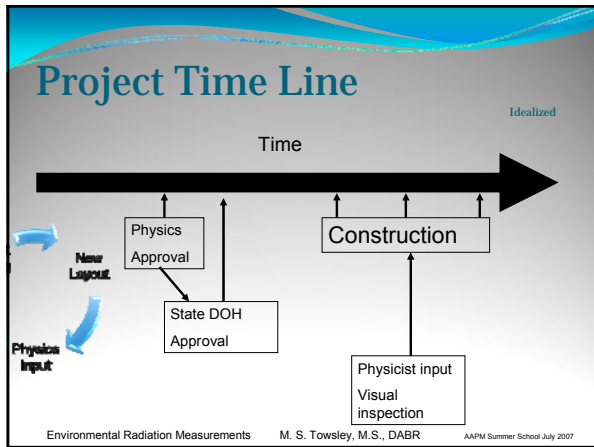 Project Time Line
Idealized
Time
Physics
Approval
Construction
New
Layout
State DOH
Approval
Physics
Input
Physicist input
Visual
inspection
Environmental Radiation Measurements M. S. Towsley, M.S., DABR AAPM Summer School July 2007